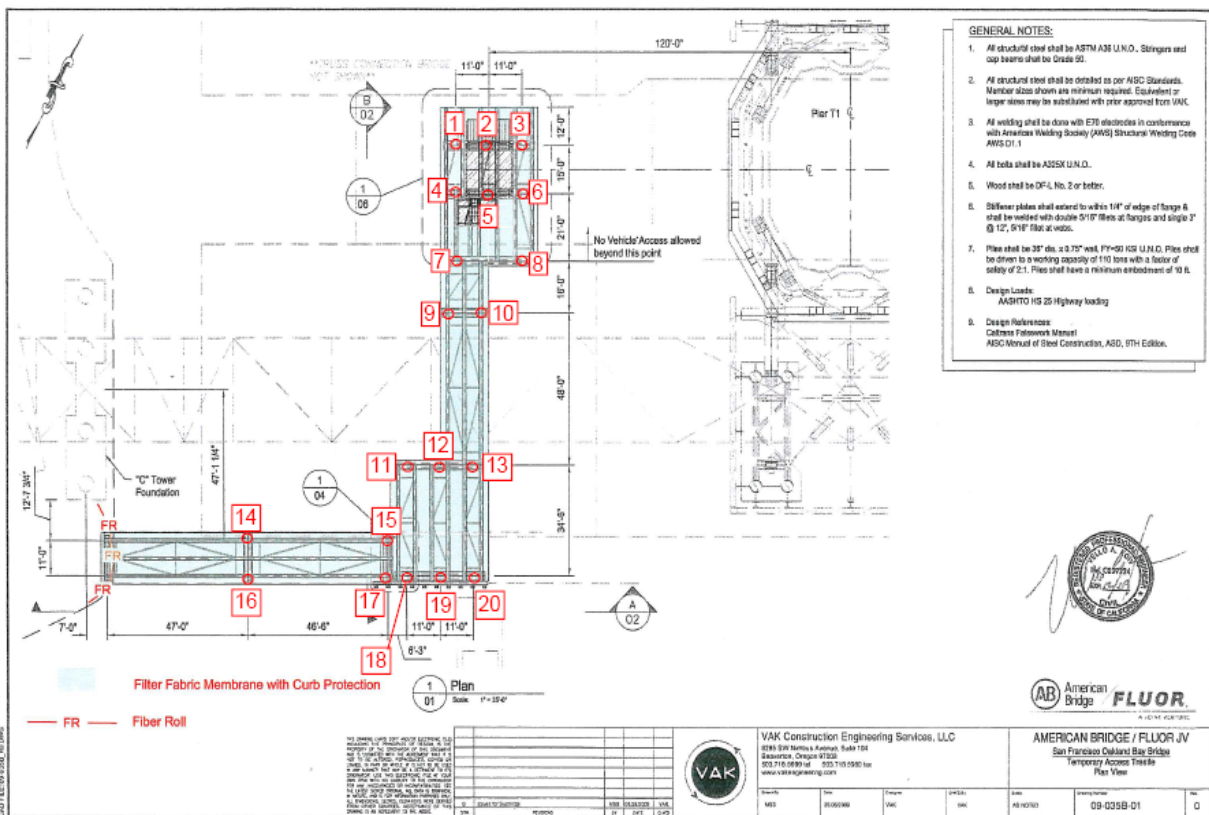 120'-0"
11'-0" 11'-0"
B
02
1
06
1 2 3
4 5 6
7 8
9 10
12'-0"
15'-0"
21'-0"
16'-0"
48'-0"
34'-6"
No Vehicle Access allowed
beyond this point
Pier T1
11 12 13
1
04
14 15
16 17 18 19 20
"C" Tower
Foundation
47'-1 1/4"
12'-7 3/4"
11'-0"
FR
FR
FR
7'-0" 47'-0" 46'-6" 11'-0" 11'-0"
6'-3"
A
02
Filter Fabric Membrane with Curb Protection
FR Fiber Roll
1
01
Plan
GENERAL NOTES:
1. All structural steel shall be ASTM A36 U.N.O., Stringers and
cap beams shall be Grade 50.
2. All structural steel shall be detailed as per AISC Standards.
Member sizes shown are minimum required. Equivalent or
larger sizes may be substituted with prior approval from VAK.
3. All welding shall be done with E70 electrodes in conformance
with American Welding Society (AWS) Structural Welding Code
AWS D1.1
4. All bolts shall be A325X U.N.O..
5. Wood shall be DF-L No. 2 or better.
6. Stiffener plates shall extend to within 1/4" of edge of flange &
shall be welded with double 5/16" fillets at flanges and single 3"
@ 12", 5/16" fillet at webs.
7. Piles shall be 36" dia. x 0.75" wall, FY=50 KSI U.N.O. Piles shall
be driven to a working capacity of 110 tons with a factor of
safety of 2:1. Piles shall have a minimum embedment of 10 ft.
8. Design Loads:
AASHTO HS 25 Highway loading
9. Design References:
Caltrans Falsework Manual
AISC Manual of Steel Construction, ASD, 9TH Edition.
AB American
Bridge / FLUOR
VAK
VAK Construction Engineering Services, LLC
Beaverton, Oregon 97008
www.vakengineering.com
AMERICAN BRIDGE / FLUOR JV
San Francisco Oakland Bay Bridge
Temporary Access Trestle
Plan View
09-035B-01
0